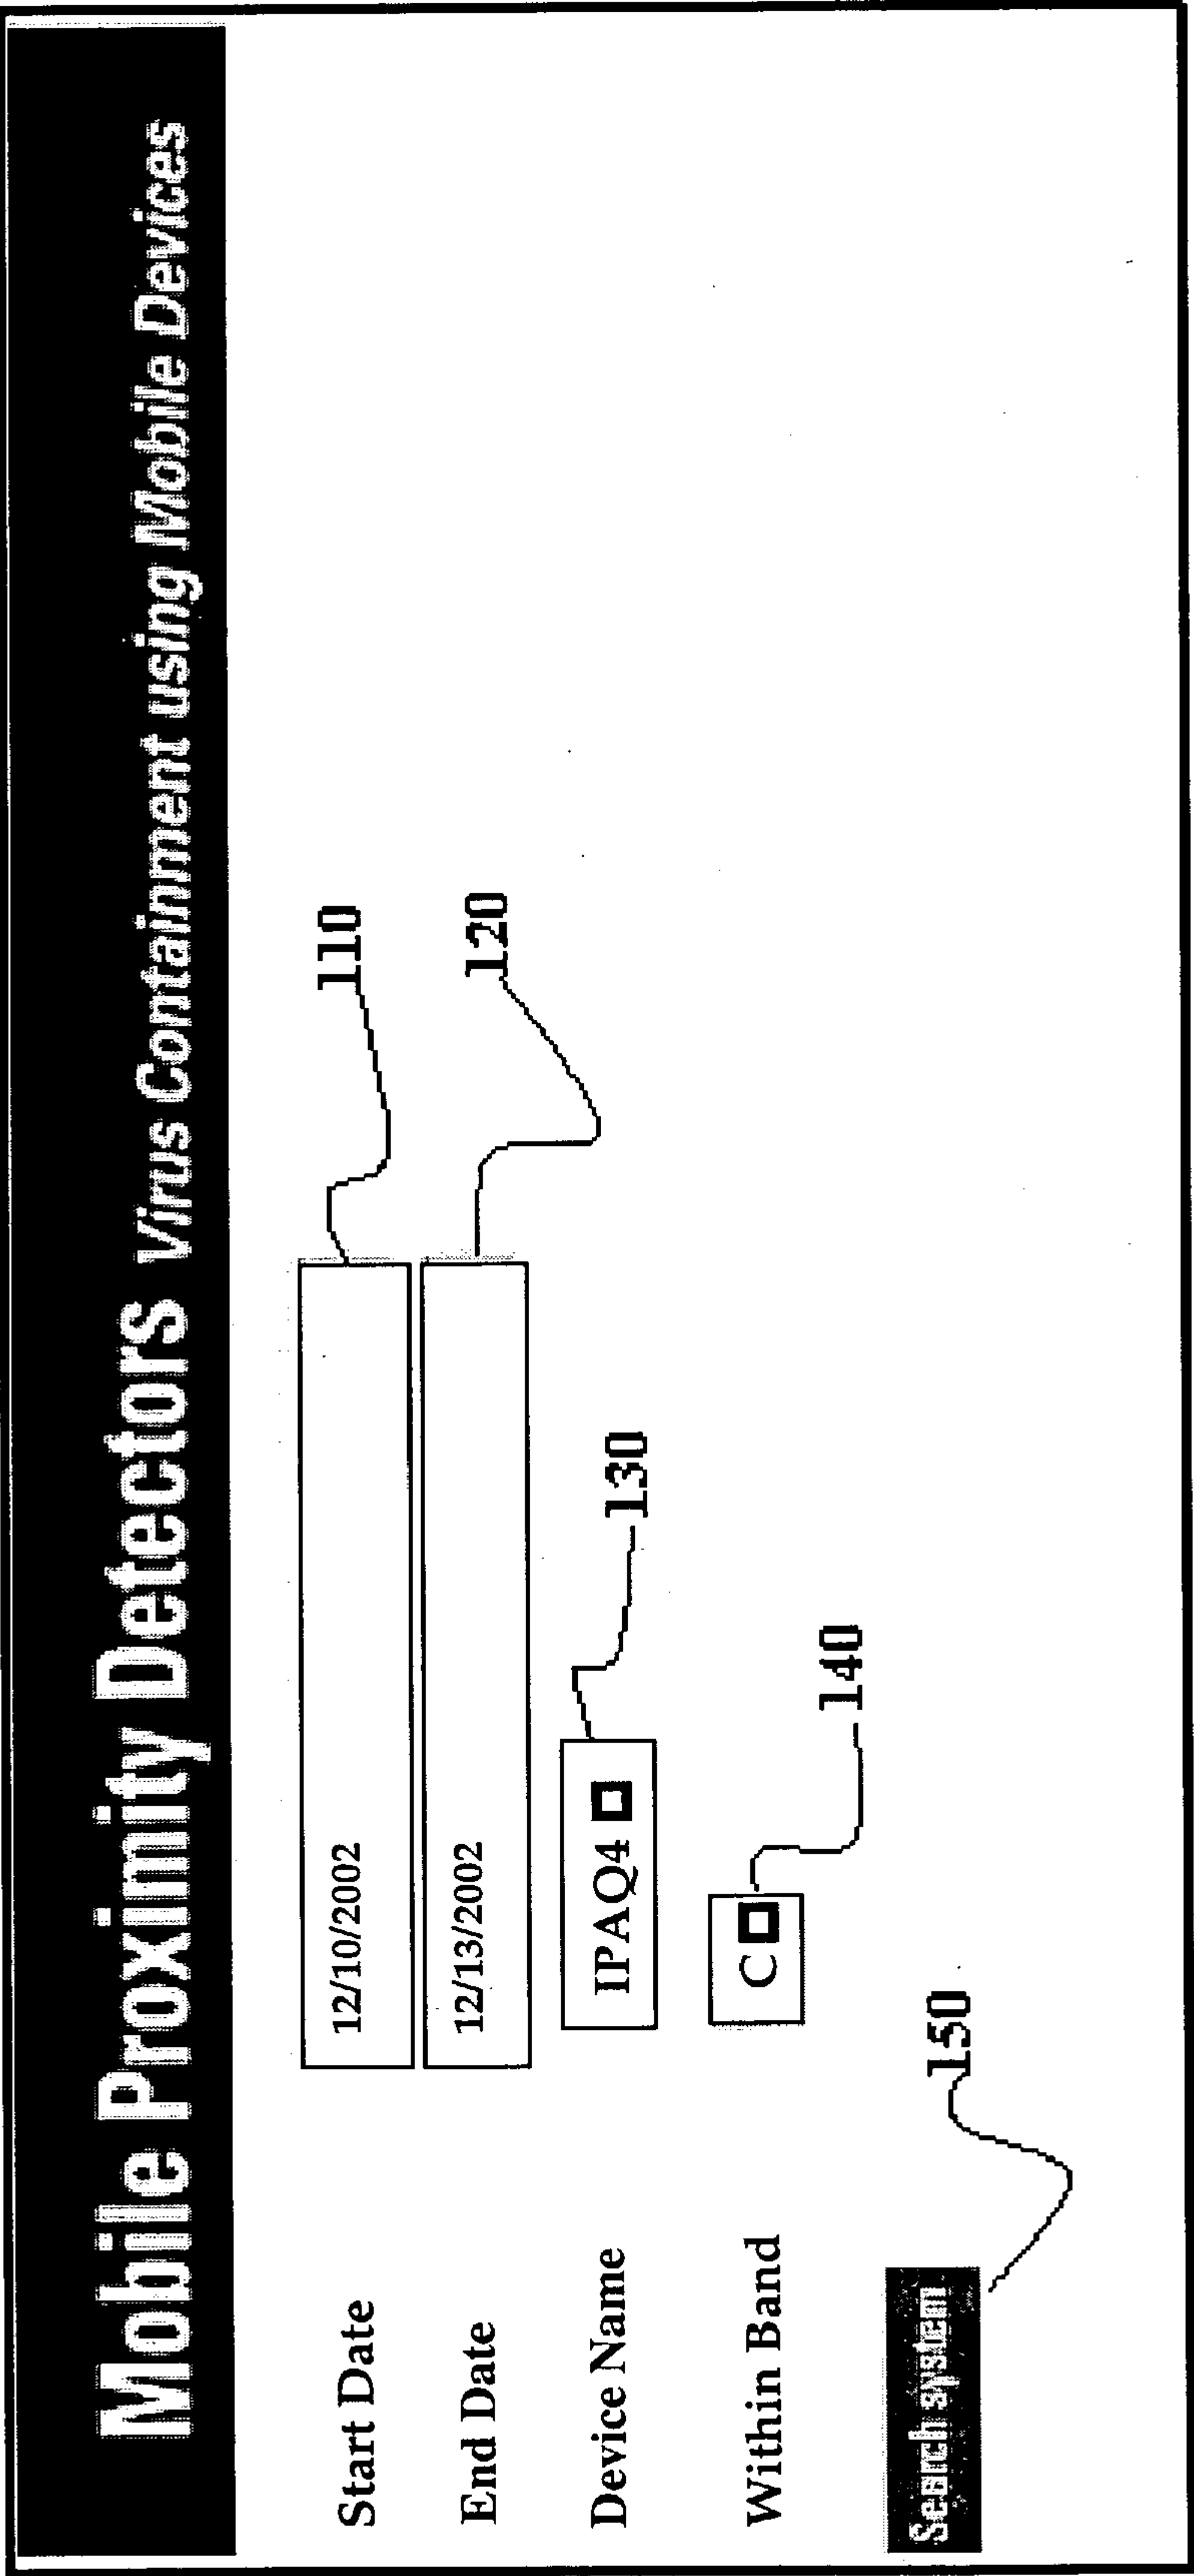 Mobile Proximity Detectors Virus Containment using Mobile Devices
Start Date 12/10/2002 110
End Date 12/13/2002 120
Device Name IPAQ4 130
Within Band C 140
Search system 150